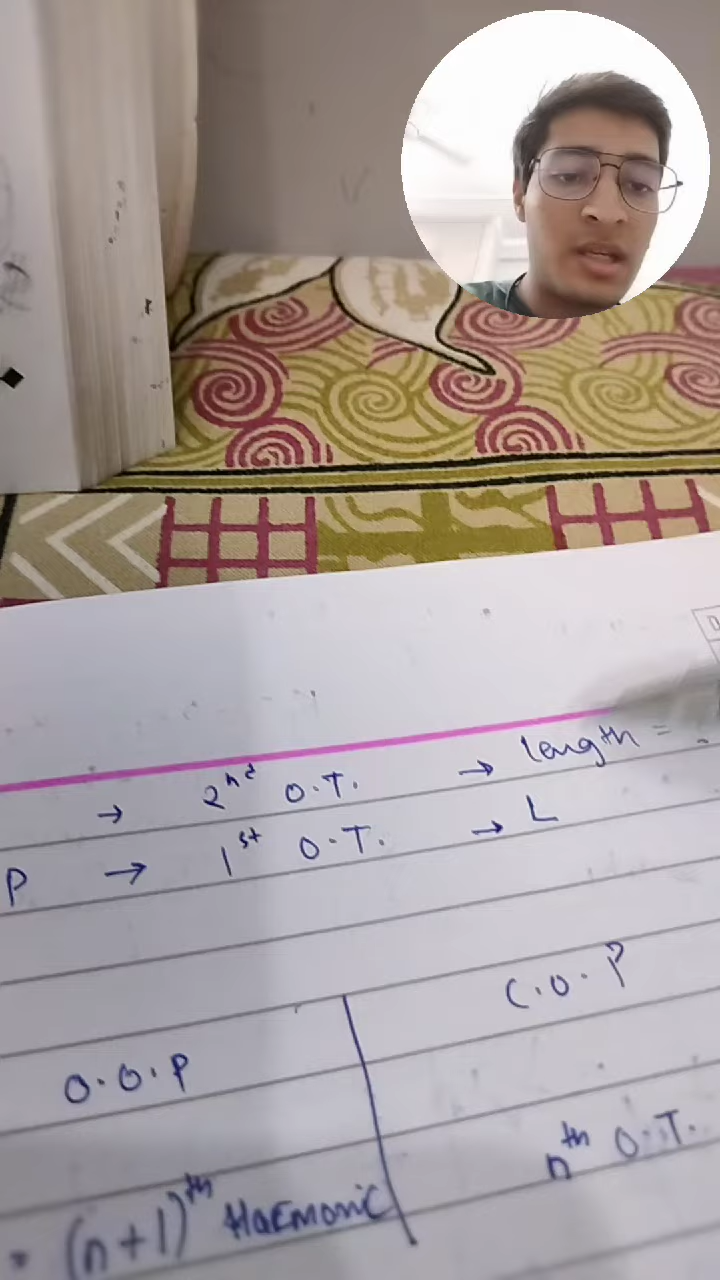 → 2nd O.T. → length =
P → 1st O.T. → L
O.O.P C.O.P
= (n+1)th Harmonic nth O.T.